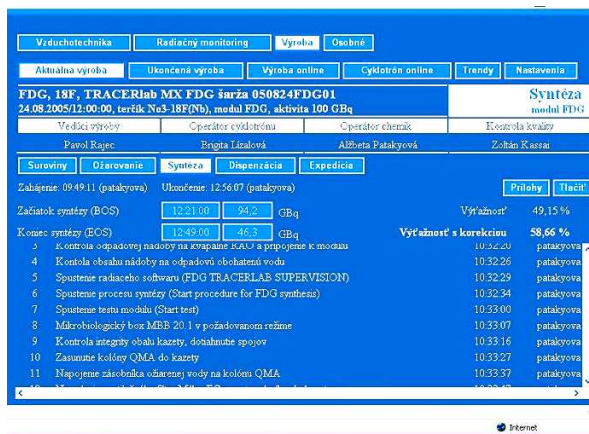 Vzduchotechnika Radiačný monitoring Výroba Osobné
Aktuálna výroba Ukončená výroba Výroba online Cyklotrón online Trendy Nastavenia
FDG, 18F, TRACERlab MX FDG šarža 050824FDG01 Syntéza
24.08.2005/12:00:00, terčík No3-18F(Nb), modul FDG, aktivita 100 GBq modul FDG
Vedúci výroby Operátor cyklotrónu Operátor chemik Kontrola kvality
Pavol Rajec Brigita Lizalová Alžbeta Patakyová Zoltán Kassai
Suroviny Ožarovanie Syntéza Dispenzácia Expedícia
Zahájenie: 09:49:11 (patakyova) Ukončenie: 12:56:07 (patakyova) Prílohy Tlačiť
Začiatok syntézy (BOS) 12:21:00 94,2 GBq Výťažnosť 49,15 %
Koniec syntézy (EOS) 12:49:00 46,3 GBq Výťažnosť s korekciou 58,66 %
3 Kontrola odpadovej nádoby na kvapalné RAO a pripojenie k modulu 10:32:20 patakyova
4 Kontola obsahu nádoby na odpadovú obohatenú vodu 10:32:26 patakyova
5 Spustenie radiaceho softwaru (FDG TRACERLAB SUPERVISION) 10:32:29 patakyova
6 Spustenie procesu syntézy (Start procedure for FDG synthesis) 10:32:34 patakyova
7 Spustenie testu modulu (Start test) 10:33:00 patakyova
8 Mikrobiologický box MBB 20.1 v požadovanom režime 10:33:07 patakyova
9 Kontrola integrity obalu kazety, dotiahnutie spojov 10:33:16 patakyova
10 Zasunutie kolóny QMA do kazety 10:33:27 patakyova
11 Napojenie zásobníka ožiarenej vody na kolónu QMA 10:33:37 patakyova
Internet